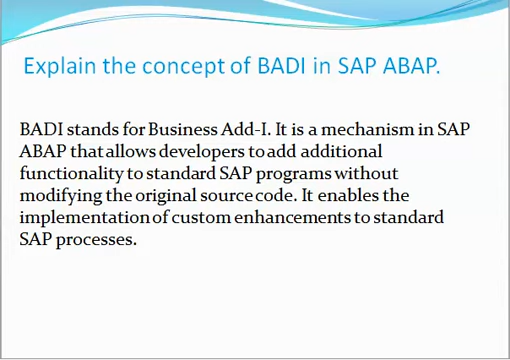 Explain the concept of BADI in SAP ABAP.
BADI stands for Business Add-I. It is a mechanism in SAP
ABAP that allows developers to add additional
functionality to standard SAP programs without
modifying the original source code. It enables the
implementation of custom enhancements to standard
SAP processes.